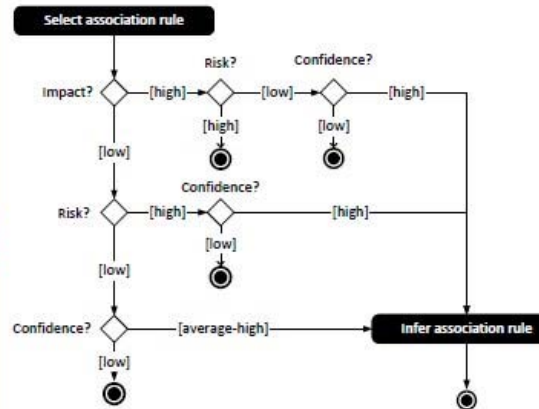 Select association rule
Risk?
Confidence?
Impact?
[high]
[low]
[high]
[high]
[low]
[low]
Confidence?
Risk?
[high]
[high]
[low]
[low]
Confidence?
[average-high]
Infer association rule
[low]